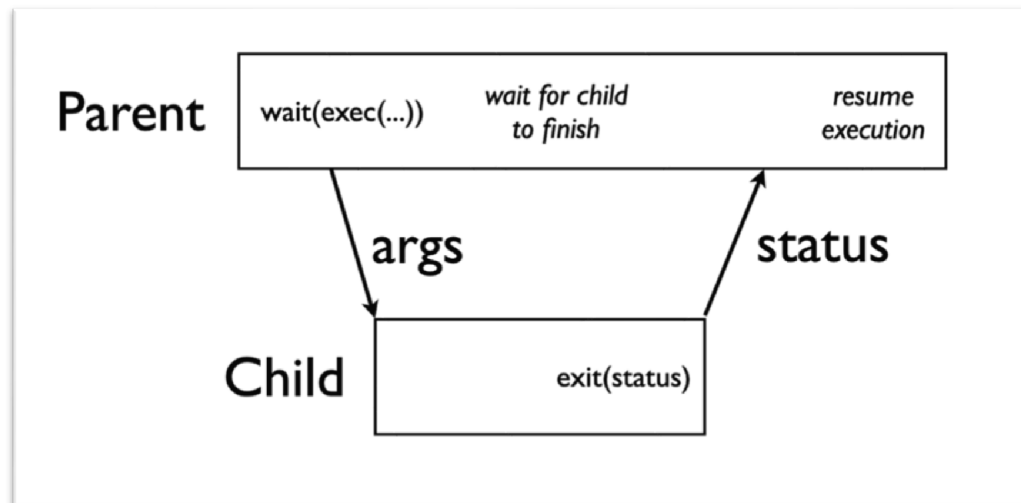 Parent
wait(exec(...))
wait for child
to finish
resume
execution
args
status
Child
exit(status)